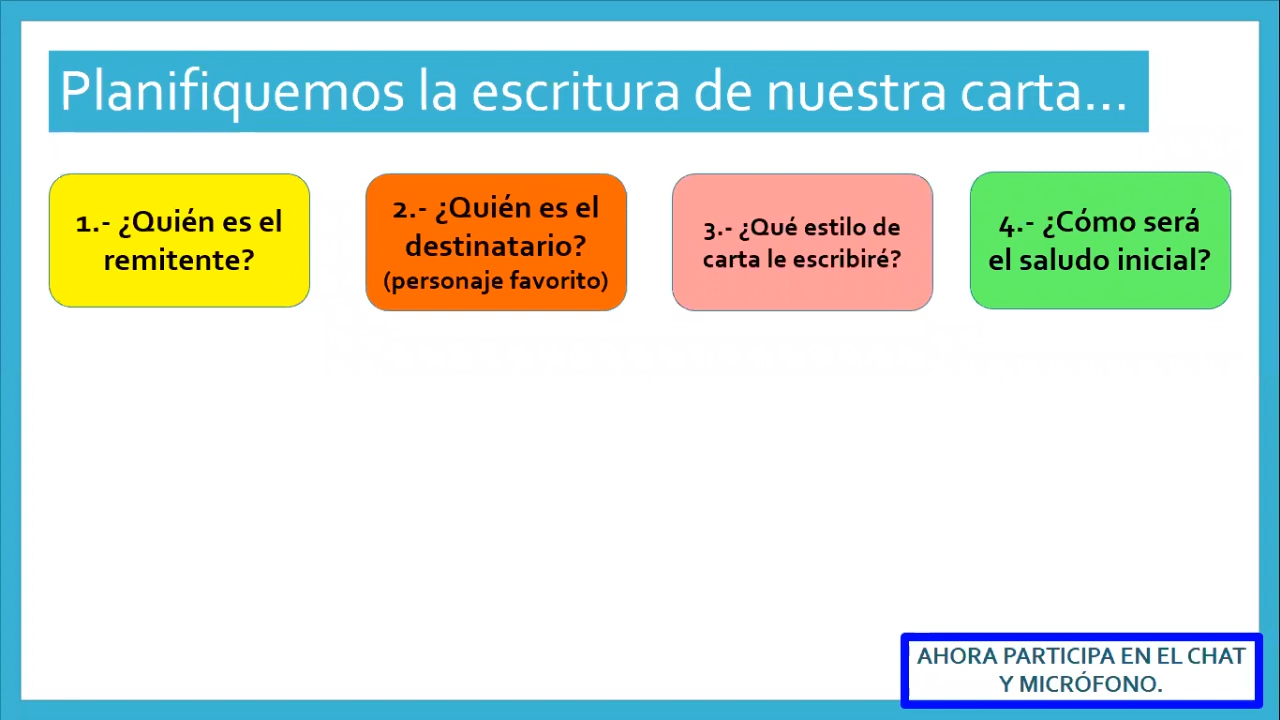 Planifiquemos la escritura de nuestra carta...
1.- ¿Quién es el
remitente?
2.- ¿Quién es el
destinatario?
(personaje favorito)
3.- ¿Qué estilo de
carta le escribiré?
4.- ¿Cómo será
el saludo inicial?
AHORA PARTICIPA EN EL CHAT
Y MICRÓFONO.